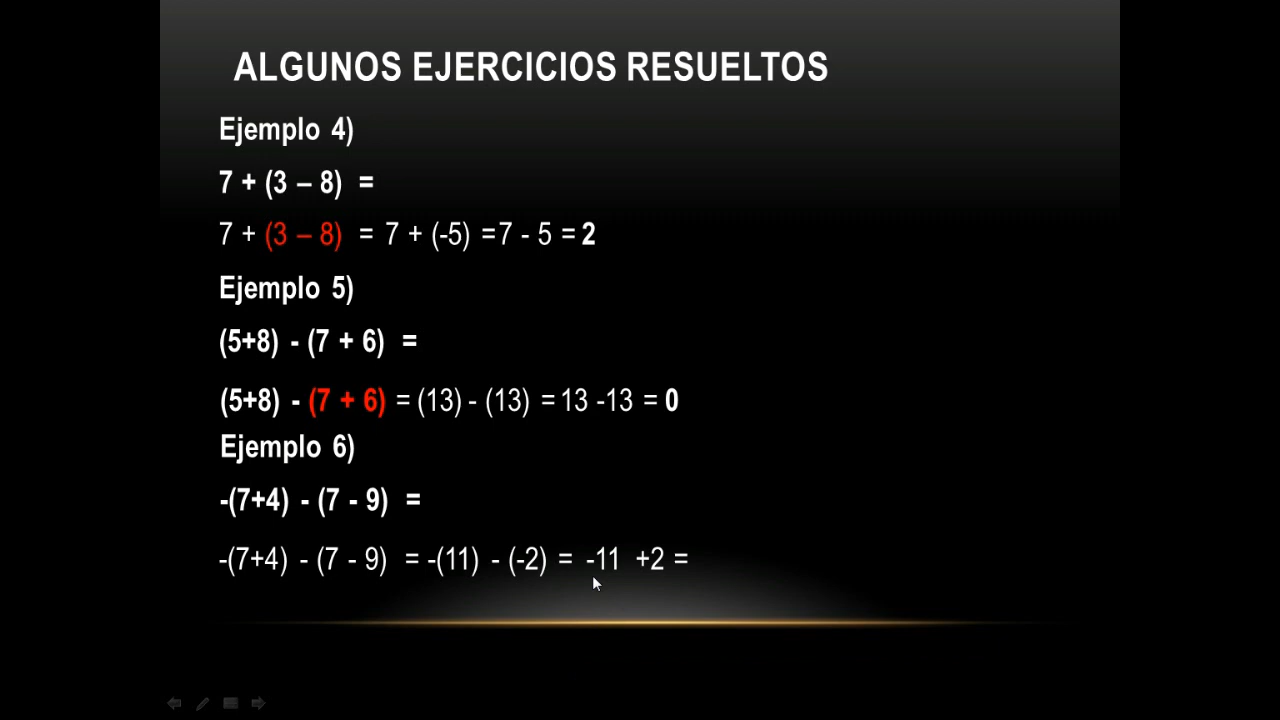 ALGUNOS EJERCICIOS RESUELTOS
Ejemplo 4)
7 + (3 – 8) =
7 + (3 – 8) = 7 + (-5) =7 - 5 = 2
Ejemplo 5)
(5+8) - (7 + 6) =
(5+8) - (7 + 6) = (13) - (13) = 13 -13 = 0
Ejemplo 6)
-(7+4) - (7 - 9) =
-(7+4) - (7 - 9) = -(11) - (-2) = -11 +2 =